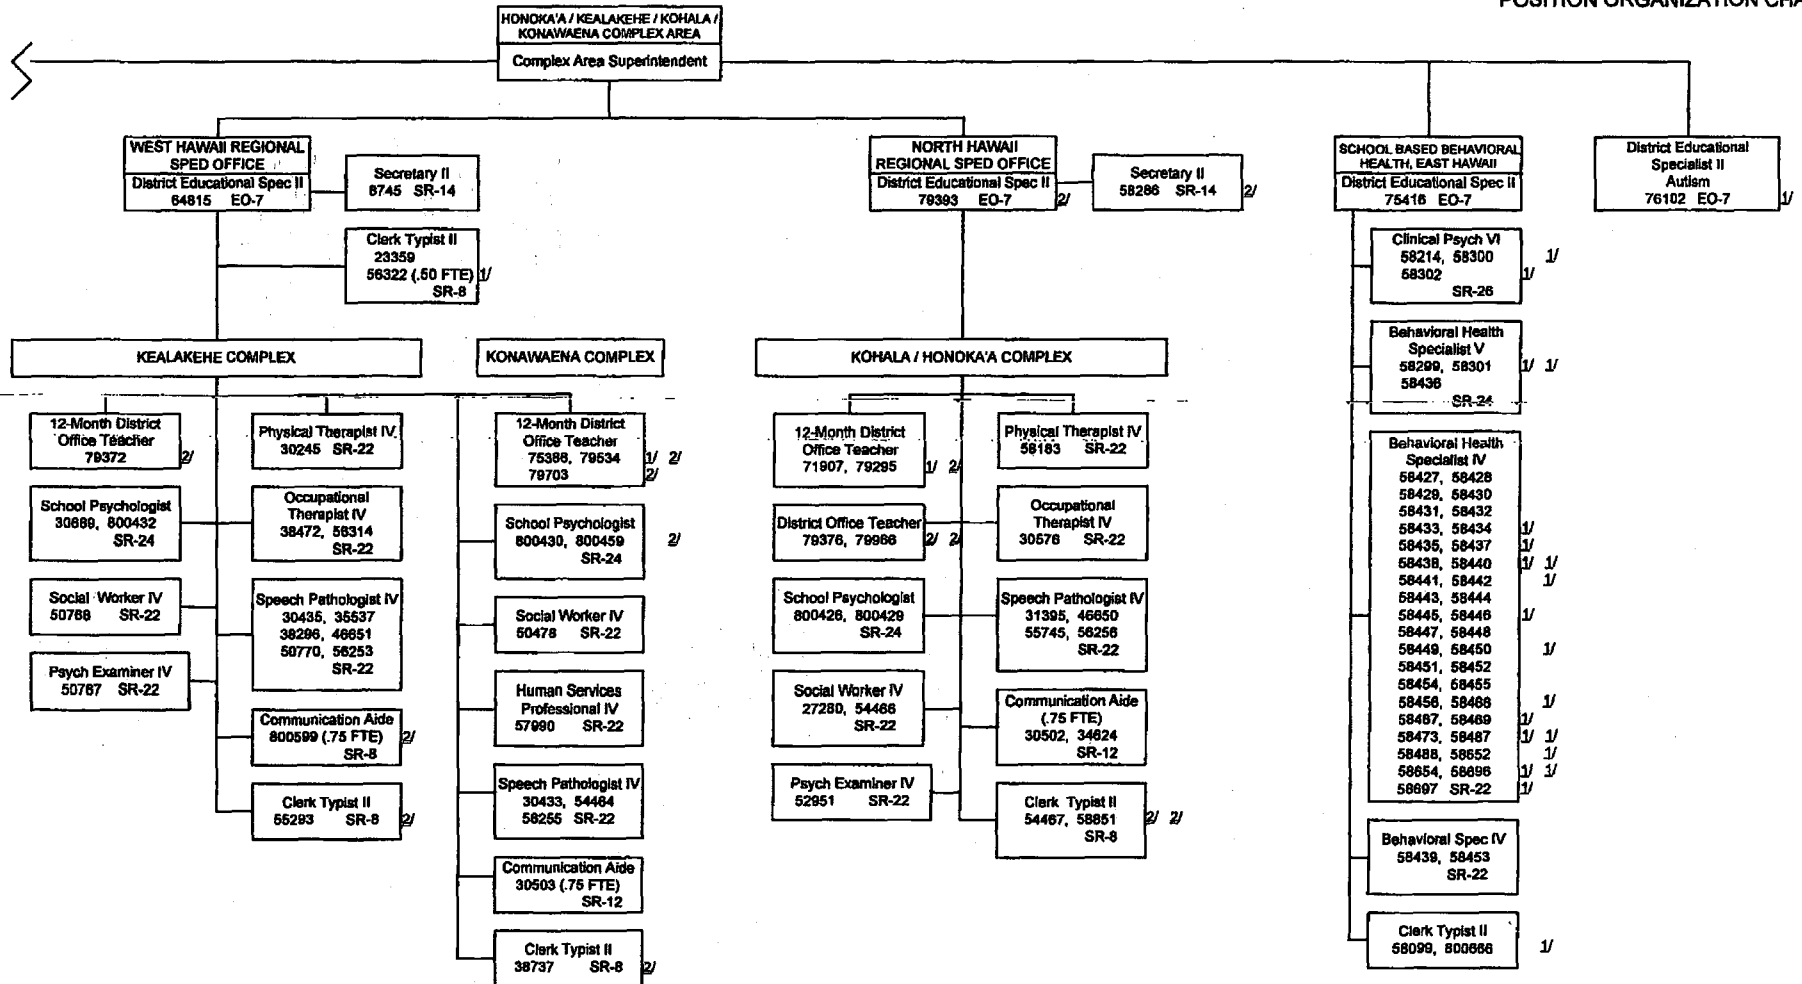 POSITION ORGANIZATION CHA
HONOKA'A / KEALAKEHE / KOHALA /
KONAWAENA COMPLEX AREA
Complex Area Superintendent
WEST HAWAII REGIONAL
SPED OFFICE
District Educational Spec II
64815 EO-7
Secretary II
6745 SR-14
Clerk Typist II
23359
56322 (.50 FTE) 1/
SR-8
NORTH HAWAII
REGIONAL SPED OFFICE
District Educational Spec II
79393 EO-7 2/
Secretary II
58286 SR-14 2/
SCHOOL BASED BEHAVIORAL
HEALTH, EAST HAWAII
District Educational Spec II
75416 EO-7
District Educational
Specialist II
Autism
76102 EO-7 1/
KEALAKEHE COMPLEX
12-Month District
Office Teacher
79372 2/
School Psychologist
30689, 800432
SR-24
Social Worker IV
50768 SR-22
Psych Examiner IV
50767 SR-22
Physical Therapist IV
30245 SR-22
Occupational
Therapist IV
38472, 56314
SR-22
Speech Pathologist IV
30435, 35537
38296, 46651
50770, 56253
SR-22
Communication Aide
800599 (.75 FTE) 2/
SR-8
Clerk Typist II
55293 SR-8 2/
KONAWAENA COMPLEX
12-Month District
Office Teacher
75386, 79534 1/ 2/
79703 2/
School Psychologist
800430, 800459 2/
SR-24
Social Worker IV
50478 SR-22
Human Services
Professional IV
57990 SR-22
Speech Pathologist IV
30433, 54464
56255 SR-22
Communication Aide
30503 (.75 FTE)
SR-12
Clerk Typist II
38737 SR-8 2/
KOHALA / HONOKA'A COMPLEX
12-Month District
Office Teacher
71907, 79295 1/ 2/
District Office Teacher
79376, 79966 2/ 2/
School Psychologist
800426, 800429
SR-24
Social Worker IV
27280, 54466
SR-22
Psych Examiner IV
52951 SR-22
Physical Therapist IV
58183 SR-22
Occupational
Therapist IV
30576 SR-22
Speech Pathologist IV
31395, 46650
55745, 56256
SR-22
Communication Aide
(.75 FTE)
30502, 34624
SR-12
Clerk Typist II
54467, 58851 2/ 2/
SR-8
Clinical Psych VI
58214, 58300 1/
58302 1/
SR-26
Behavioral Health
Specialist V
58299, 58301 1/ 1/
58436
SR-24
Behavioral Health
Specialist IV
58427, 58428
58429, 58430
58431, 58432
58433, 58434 1/
58435, 58437 1/
58438, 58440 1/ 1/
58441, 58442 1/
58443, 58444
58445, 58446 1/
58447, 58448
58449, 58450 1/
58451, 58452
58454, 58455
58456, 58466 1/
58467, 58469 1/
58473, 58487 1/ 1/
58488, 58652 1/
58654, 58696 1/ 1/
58697 SR-22 1/
Behavioral Spec IV
58439, 58453
SR-22
Clerk Typist II
58099, 800666 1/